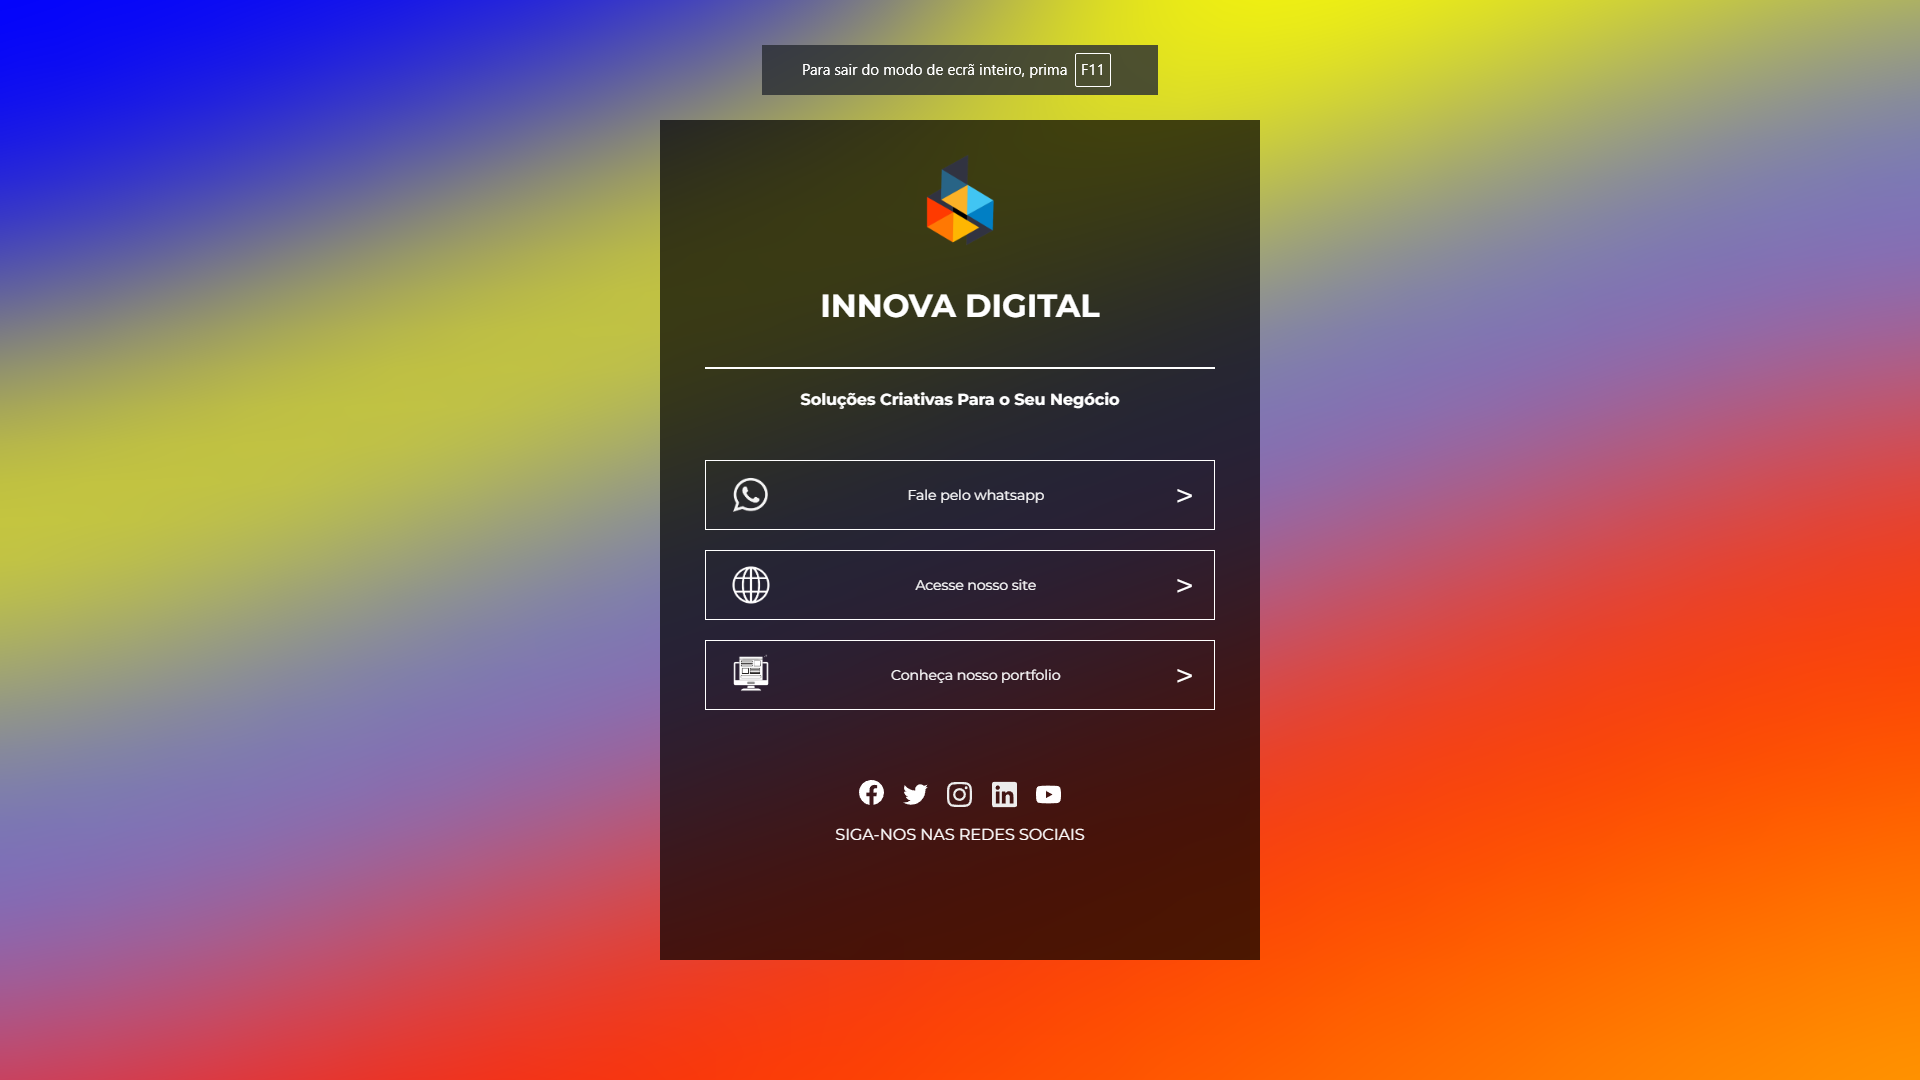 Para sair do modo de ecrã inteiro, prima F11
INNOVA DIGITAL
Soluções Criativas Para o Seu Negócio
Fale pelo whatsapp >
Acesse nosso site >
Conheça nosso portfolio >
SIGA-NOS NAS REDES SOCIAIS